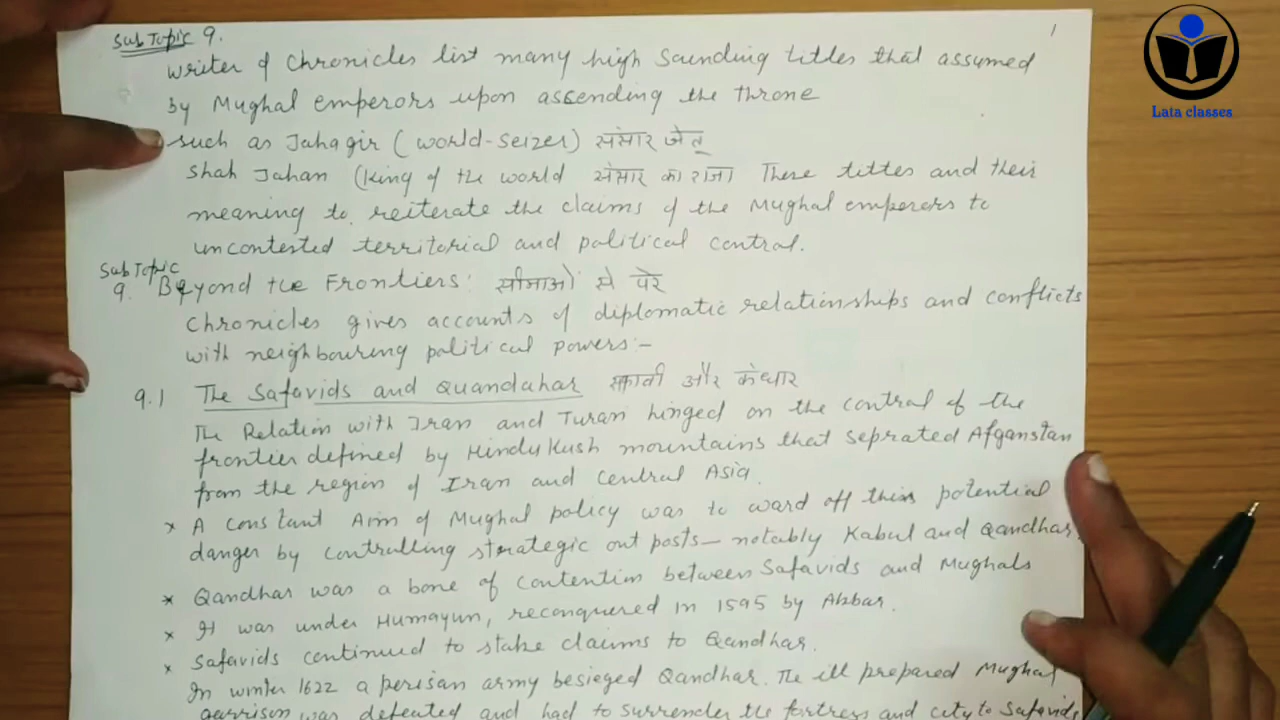 Sub Topic 9.
1
writer of chronicles list many high sounding titles that assumed
by Mughal emperors upon ascending the throne
such as Jahagir (world-seizer) संसार जेतू
Shah Jahan (King of the world संसार का राजा These tittes and their
meaning to reiterate the claims of the Mughal emperors to
uncontested territorial and political control.
Sub Topic
9. Beyond the Frontiers: सीमाओं से परे
Chronicles gives accounts of diplomatic relationships and conflicts
with neighbouring political powers:-
9.1 The Safavids and Quandahar सफावी और कंधार
The Relation with Iran and Turan hinged on the control of the
frontier defined by Hindu Kush mountains that seprated Afganstan
from the region of Iran and Central Asia.
* A constant Aim of Mughal policy was to ward off this potential
danger by controlling strategic out posts- notably Kabul and Qandhar.
* Qandhar was a bone of contention between Safavids and Mughals
* It was under Humayun, reconquered in 1595 by Akbar.
* Safavids continued to stake claims to Qandhar.
In winter 1622 a perisan army besieged Qandhar. The ill prepared Mughal
garrison was defeated and had to surrender the fortress and city to Safavids
Lata classes